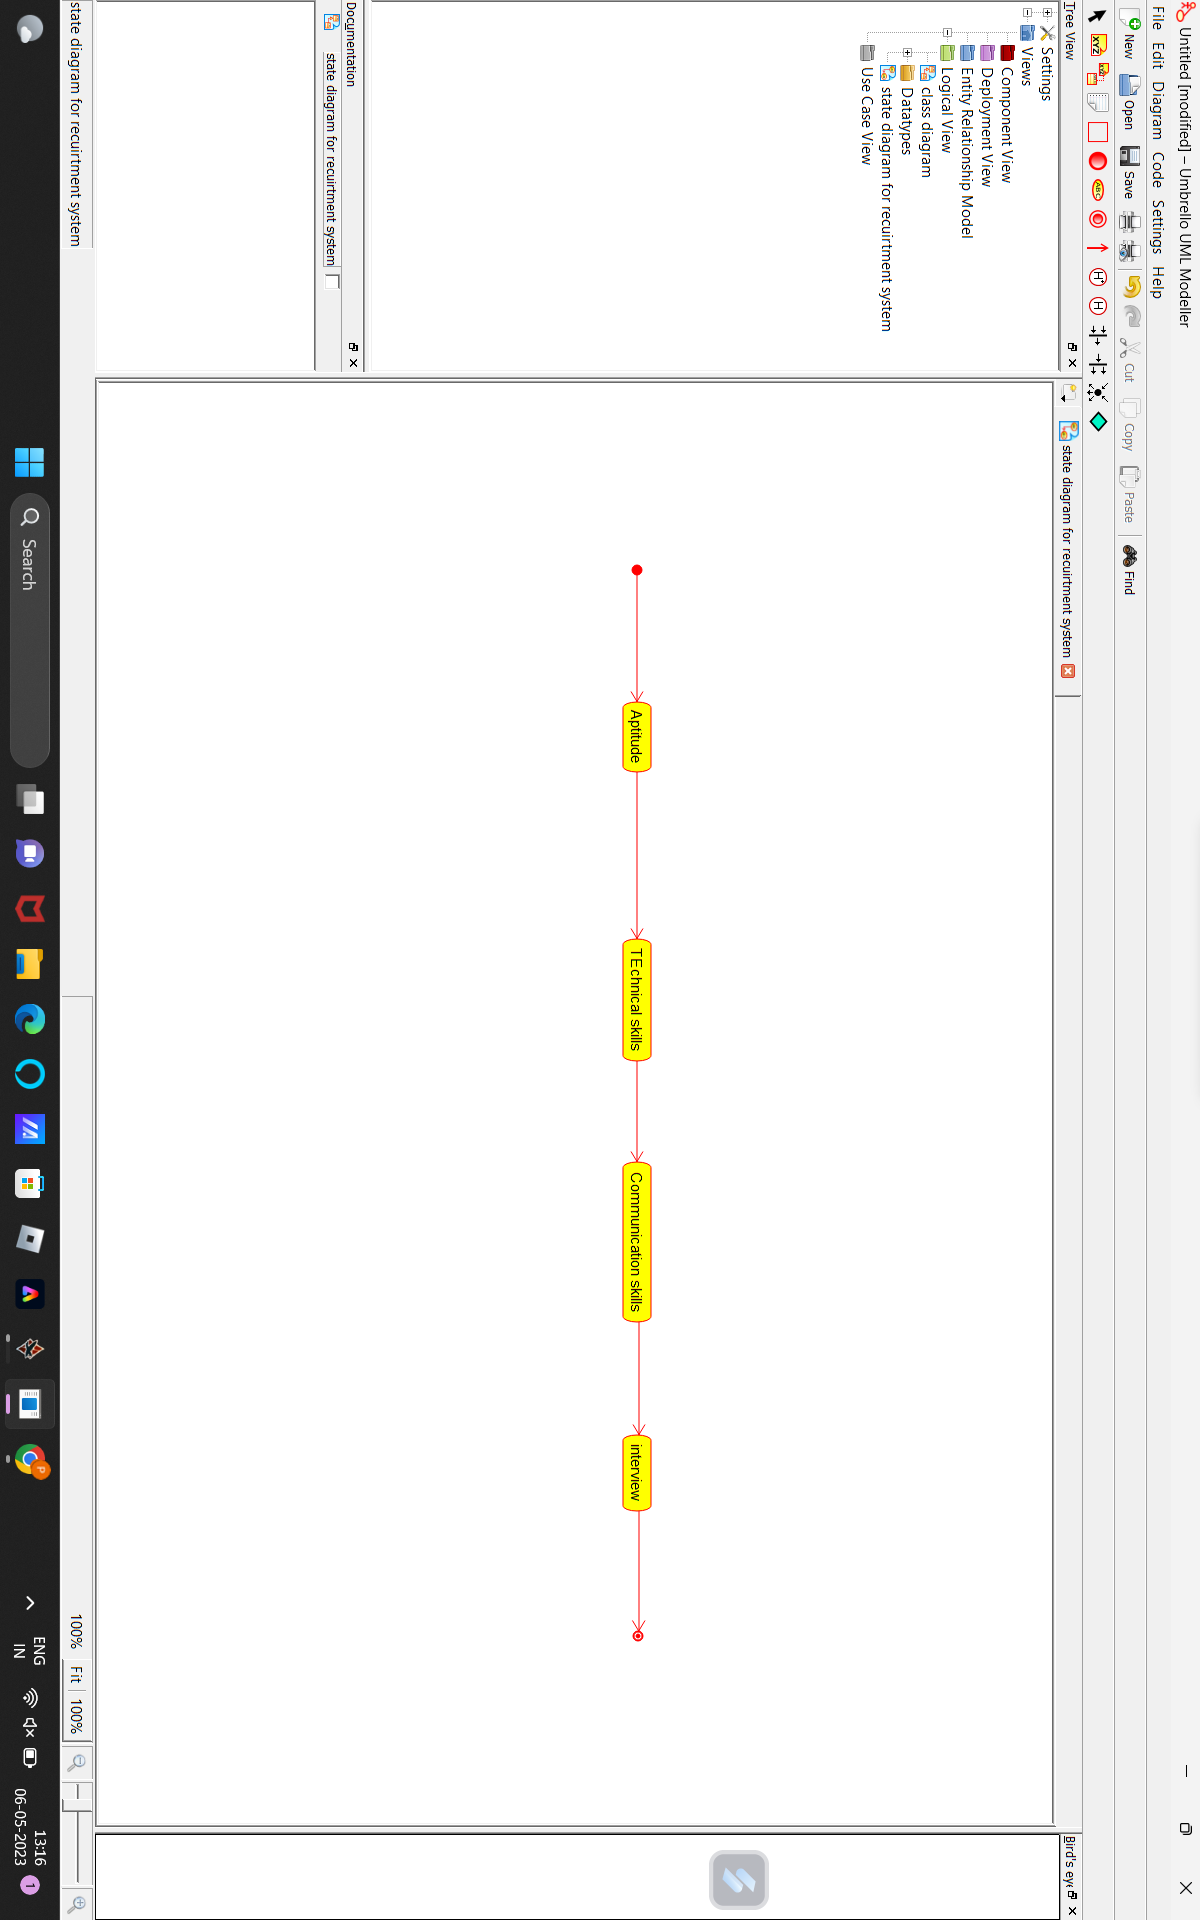 Untitled [modified] – Umbrello UML Modeller
File Edit Diagram Code Settings Help
New Open Save Cut Copy Paste Find
XYZ
ABC
H* H
Tree View
Settings
Views
Component View
Deployment View
Entity Relationship Model
Logical View
class diagram
Datatypes
state diagram for recuirtment system
Use Case View
Documentation
state diagram for recuirtment system
state diagram for recuirtment system
Aptitude
TEchnical skills
Communication skills
interview
Bird's eye
state diagram for recuirtment system
100% Fit 100%
Search
P
ENG
IN
13:16
06-05-2023
1